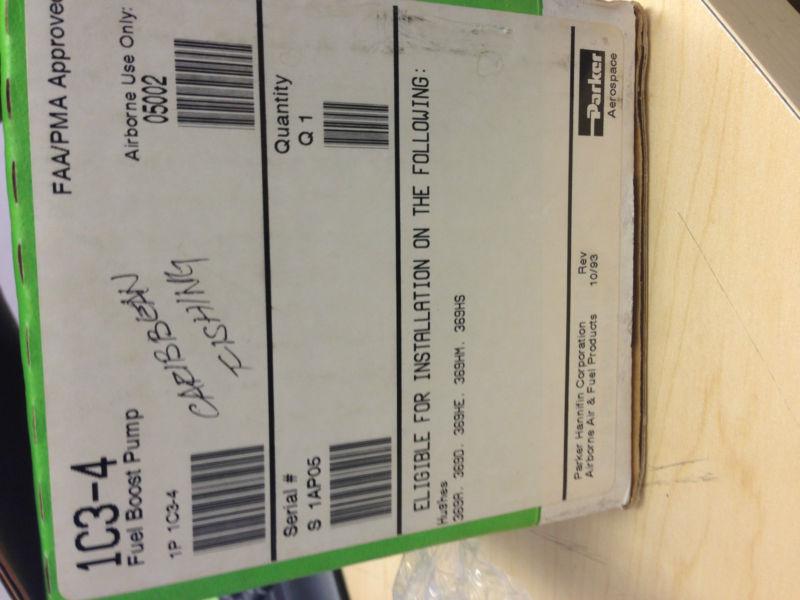 1C3-4
Fuel Boost Pump
1P 1C3-4
FAA/PMA Approved
Airborne Use Only:
05002
CARIBBEAN
FISHING
Serial #
S 1AP05
Quantity
Q 1
ELIGIBLE FOR INSTALLATION ON THE FOLLOWING:
Hughes
369A, 369D, 369HE, 369HM, 369HS
Parker Hannifin Corporation
Airborne Air & Fuel Products
Rev
10/93
Parker
Aerospace